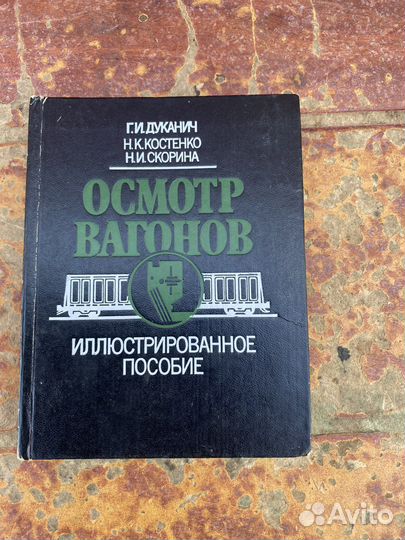 Г.И.ДУКАНИЧ
Н.К.КОСТЕНКО
Н.И.СКОРИНА
ОСМОТР
ВАГОНОВ
ИЛЛЮСТРИРОВАННОЕ
ПОСОБИЕ
Avito